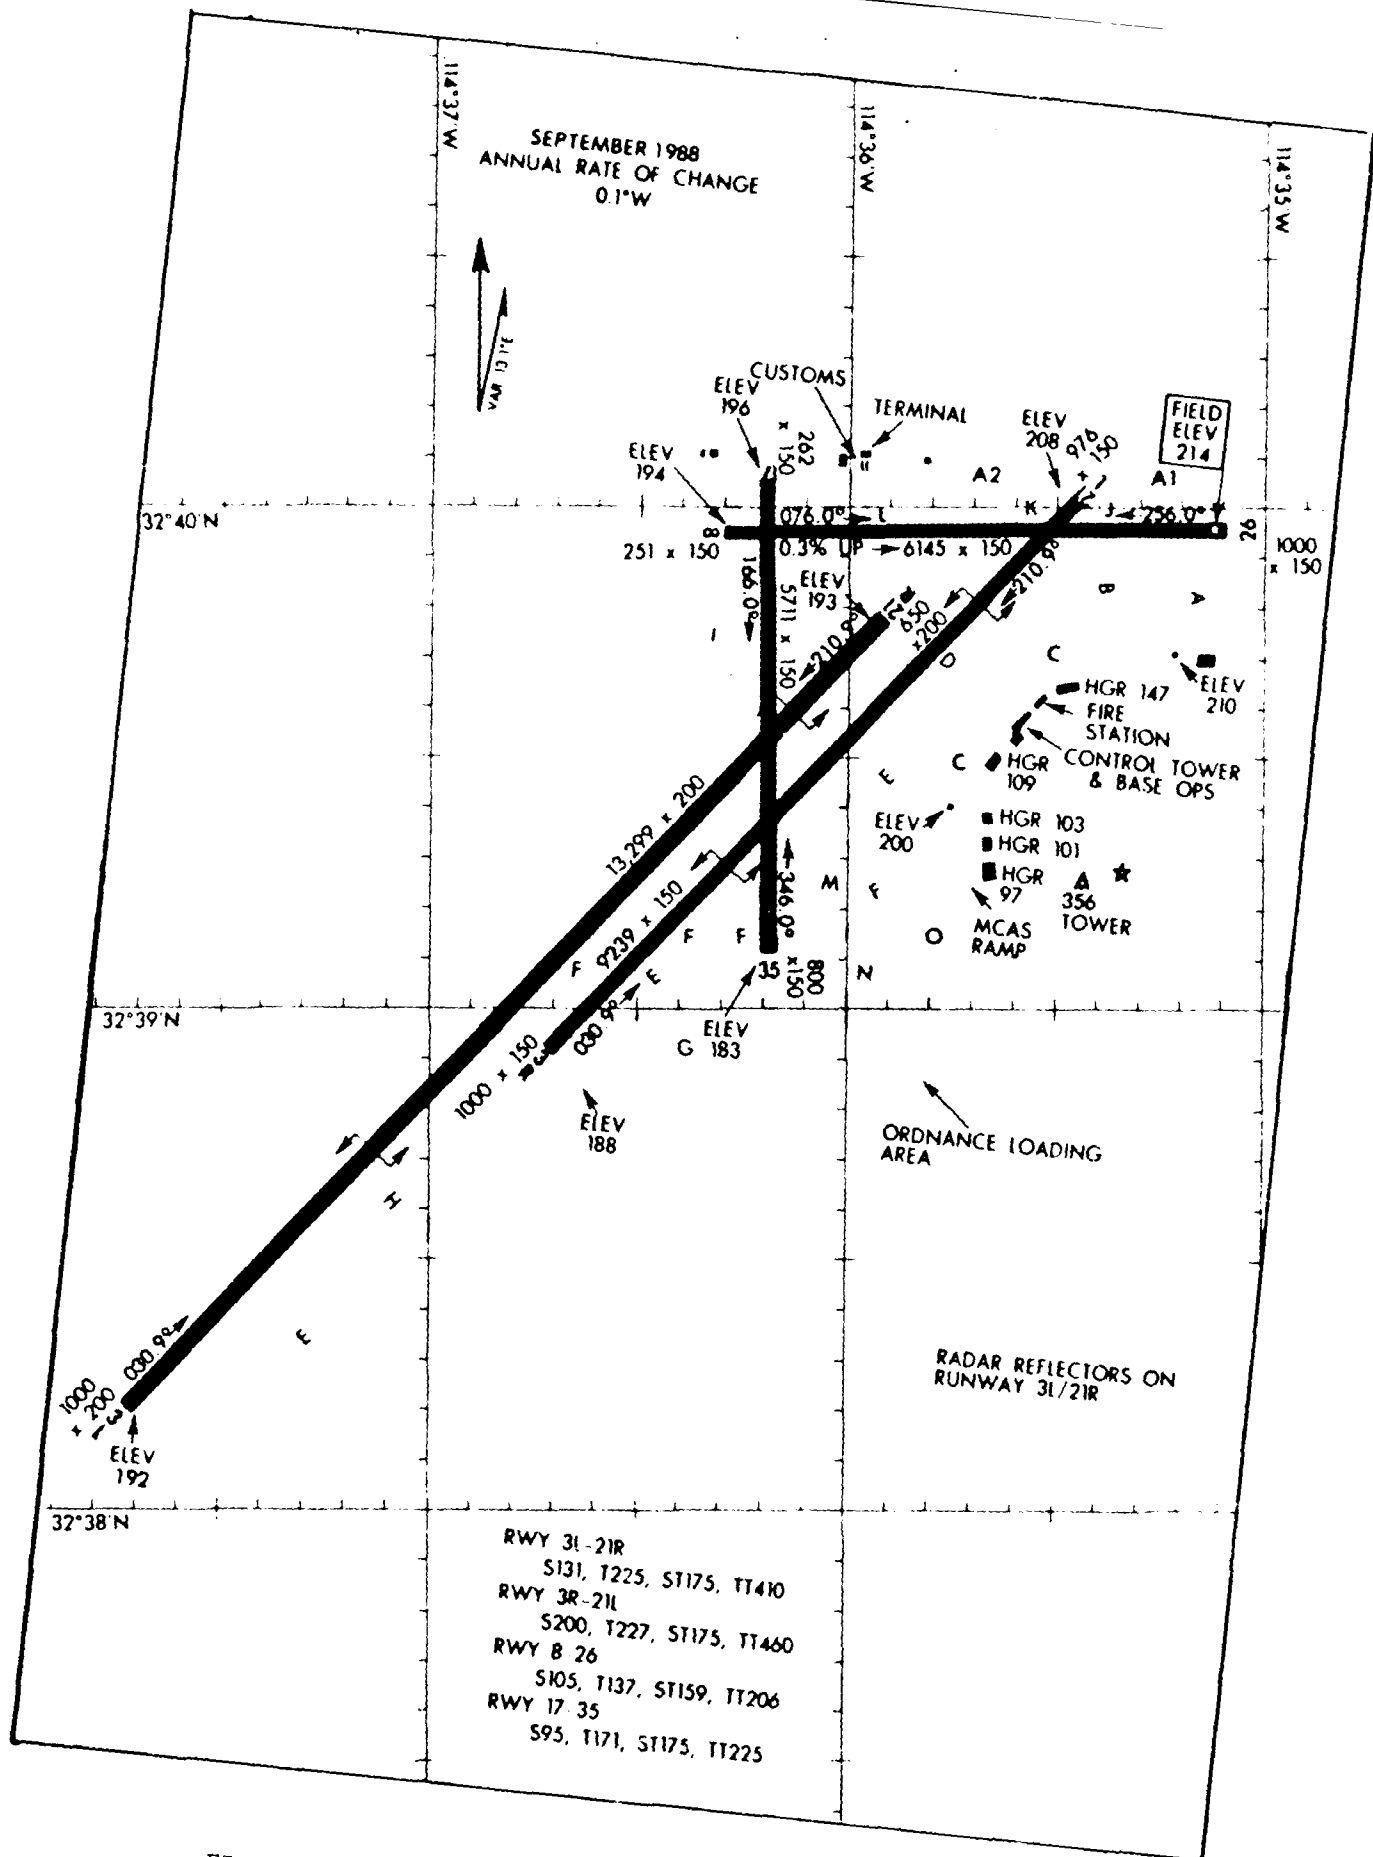 114°37'W
114°36'W
114°35'W
SEPTEMBER 1988
ANNUAL RATE OF CHANGE
0.1°W
VAR 13.1°E
CUSTOMS
ELEV
196
TERMINAL
262
x 150
ELEV
208
976
x 150
FIELD
ELEV
214
ELEV
194
A2
A1
32°40'N
8
076.0°
L
K
J
256.0°
26
251 x 150
0.3% UP
6145 x 150
1000
x 150
166.0°
5711 x 150
ELEV
193
650
x200
210.9°
210.9°
I
B
A
D
C
HGR 147
ELEV
210
FIRE
STATION
CONTROL TOWER
& BASE OPS
C
HGR
109
E
ELEV
200
HGR 103
HGR 101
HGR
97
356
TOWER
MCAS
RAMP
13,299 x 200
9239 x 150
346.0°
M
F
F
F
F
E
O
N
35
800
x150
32°39'N
030.9°
1000 x 150
G
ELEV
183
ELEV
188
ORDNANCE LOADING
AREA
H
E
030.9°
1000
x 200
ELEV
192
RADAR REFLECTORS ON
RUNWAY 3L/21R
32°38'N
RWY 3L-21R
S131, T225, ST175, TT410
RWY 3R-21L
S200, T227, ST175, TT460
RWY 8 26
S105, T137, ST159, TT206
RWY 17 35
S95, T171, ST175, TT225